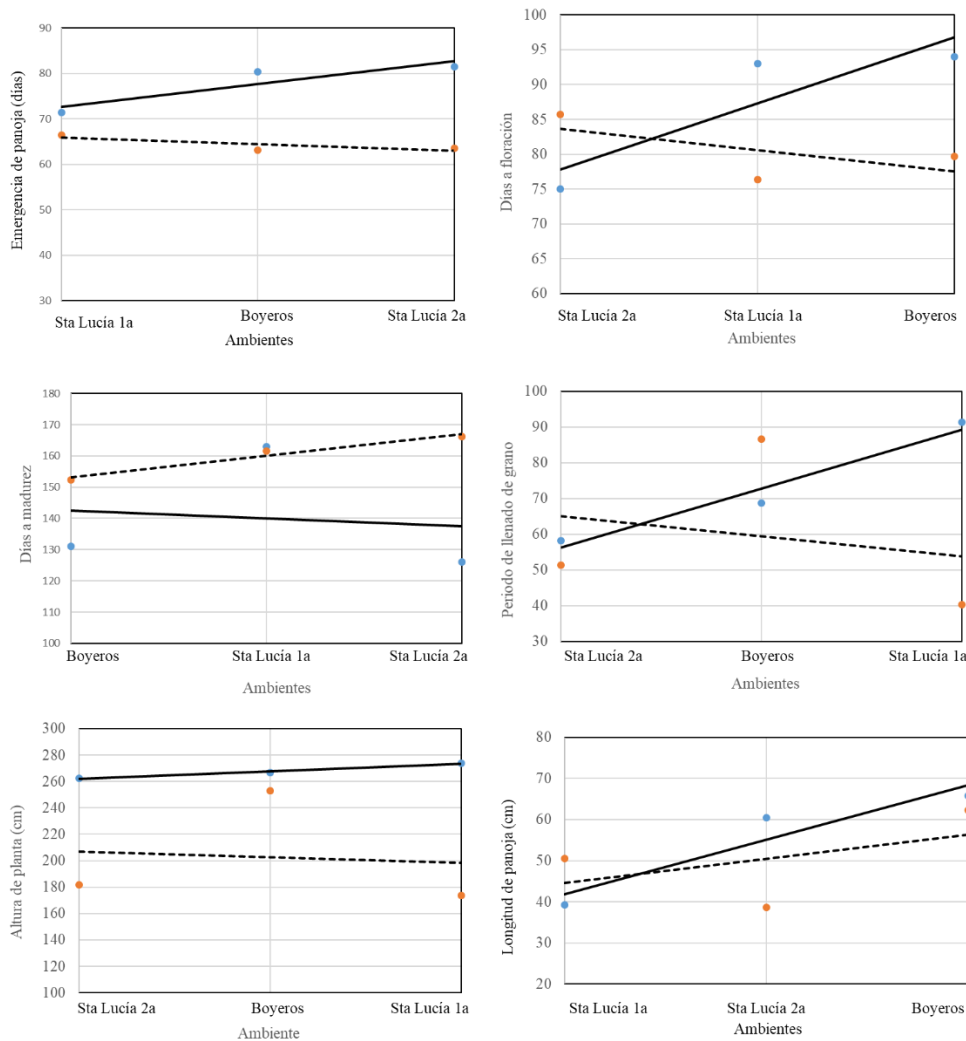 Emergencia de panoja (días)
90
80
70
60
50
40
30
Sta Lucía 1a
Boyeros
Sta Lucía 2a
Ambientes
Dias a floración
100
95
90
85
80
75
70
65
60
Sta Lucía 2a
Sta Lucía 1a
Boyeros
Ambientes
Dias a madurez
180
170
160
150
140
130
120
110
100
Boyeros
Sta Lucía 1a
Sta Lucía 2a
Ambientes
Periodo de llenado de grano
100
90
80
70
60
50
40
30
Sta Lucía 2a
Boyeros
Sta Lucía 1a
Ambientes
Altura de planta (cm)
300
280
260
240
220
200
180
160
140
120
100
Sta Lucía 2a
Boyeros
Sta Lucía 1a
Ambiente
Longitud de panoja (cm)
80
70
60
50
40
30
20
Sta Lucía 1a
Sta Lucía 2a
Boyeros
Ambientes